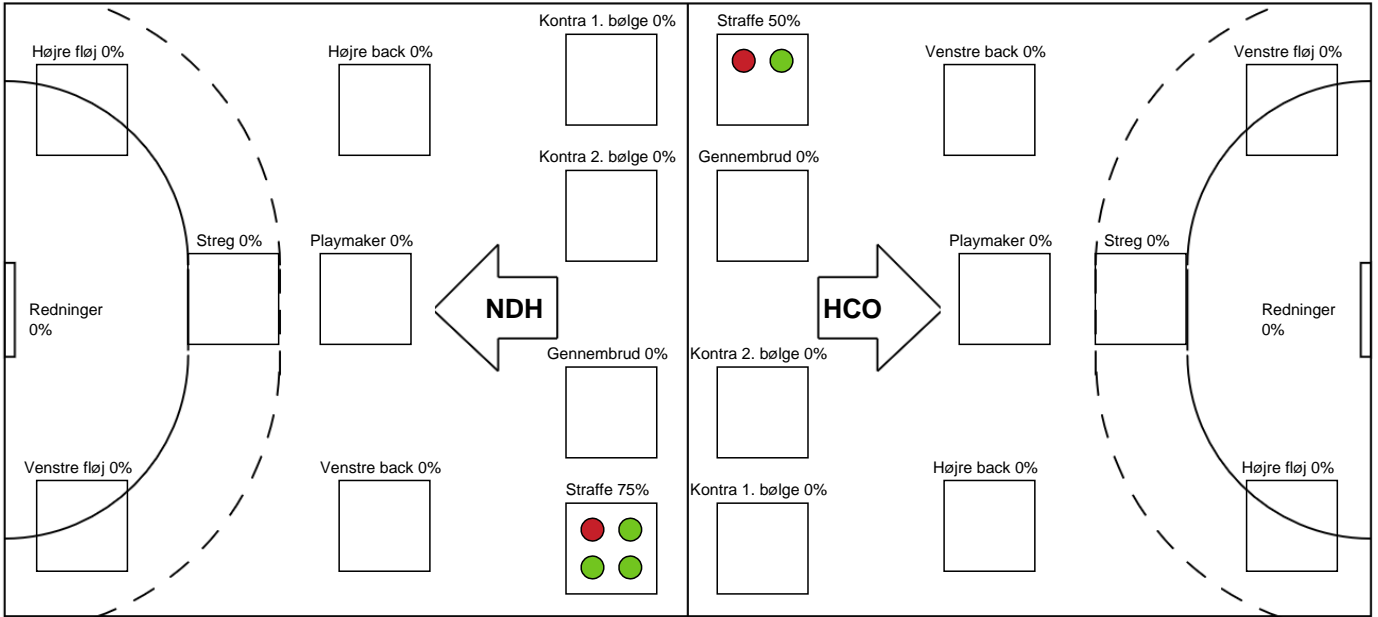 Kontra 1. bølge 0%
Straffe 50%
Højre fløj 0%
Højre back 0%
Venstre back 0%
Venstre fløj 0%
Kontra 2. bølge 0%
Gennembrud 0%
Streg 0%
Playmaker 0%
Playmaker 0%
Streg 0%
Redninger
0%
NDH
HCO
Redninger
0%
Gennembrud 0%
Kontra 2. bølge 0%
Venstre fløj 0%
Venstre back 0%
Højre back 0%
Højre fløj 0%
Straffe 75%
Kontra 1. bølge 0%